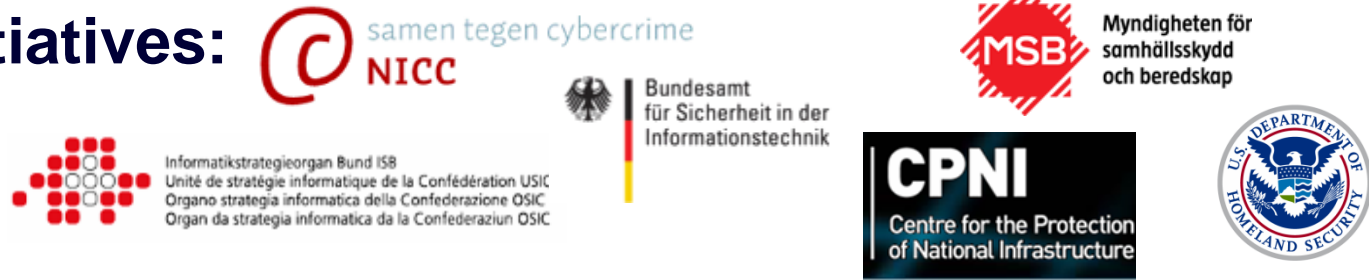 tiatives:
samen tegen cybercrime
NICC
MSB
Myndigheten för
samhällsskydd
och beredskap
Bundesamt
für Sicherheit in der
Informationstechnik
Informatikstrategieorgan Bund ISB
Unité de stratégie informatique de la Confédération USIC
Organo strategia informatica della Confederazione OSIC
Organ da strategia informatica da la Confederaziun OSIC
CPNI
Centre for the Protection
of National Infrastructure
U.S. DEPARTMENT OF
HOMELAND SECURITY